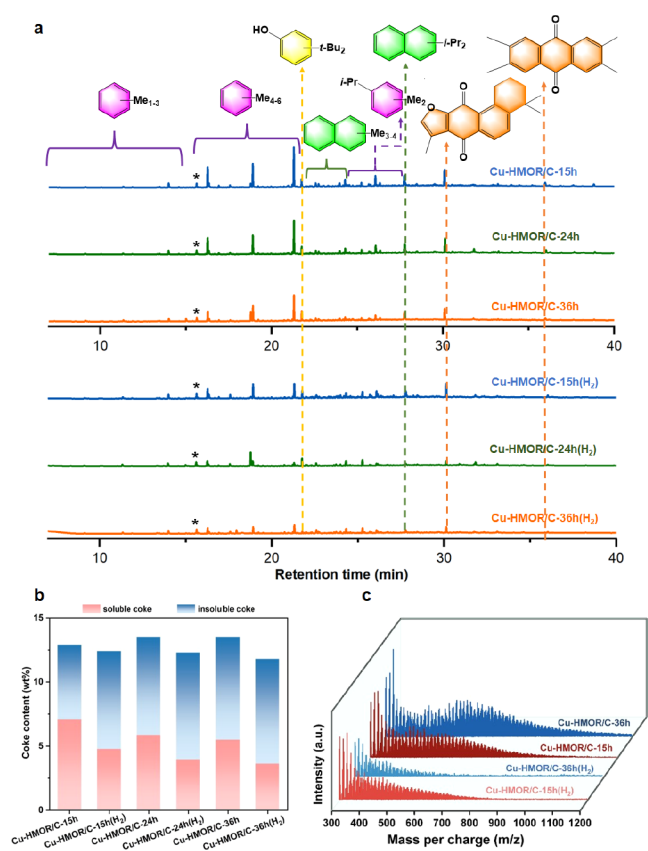 a
HO
t-Bu2
i-Pr2
O
O
i-Pr
Me1-3
Me4-6
Me2
Me3-4
O
O
O
*
Cu-HMOR/C-15h
*
Cu-HMOR/C-24h
*
Cu-HMOR/C-36h
10 20 30 40
*
Cu-HMOR/C-15h(H2)
*
Cu-HMOR/C-24h(H2)
*
Cu-HMOR/C-36h(H2)
10 20 30 40
Retention time (min)
b
soluble coke insoluble coke
15
10
5
0
Coke content (wt%)
Cu-HMOR/C-15h
Cu-HMOR/C-15h(H2)
Cu-HMOR/C-24h
Cu-HMOR/C-24h(H2)
Cu-HMOR/C-36h
Cu-HMOR/C-36h(H2)
c
Cu-HMOR/C-36h
Cu-HMOR/C-15h
Cu-HMOR/C-36h(H2)
Cu-HMOR/C-15h(H2)
Intensity (a.u.)
300 400 500 600 700 800 900 1000 1100 1200
Mass per charge (m/z)